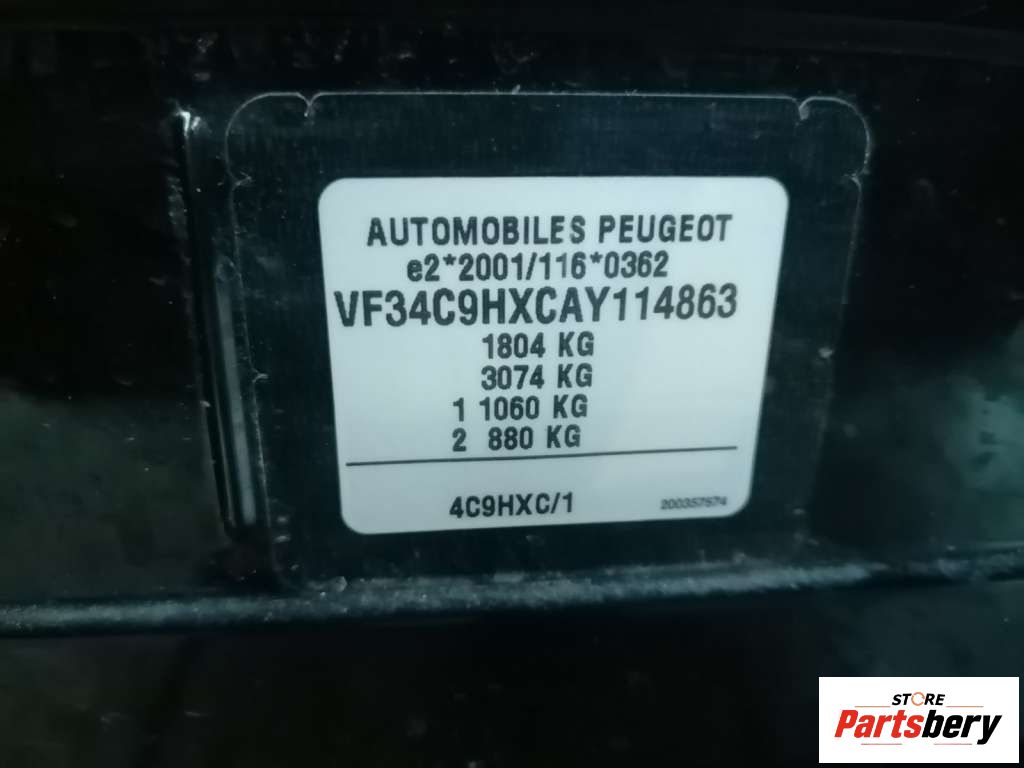 AUTOMOBILES PEUGEOT
e2*2001/116*0362
VF34C9HXCAY114863
1804 KG
3074 KG
1 1060 KG
2 880 KG
4C9HXC/1
200357574
STORE
Partsbery